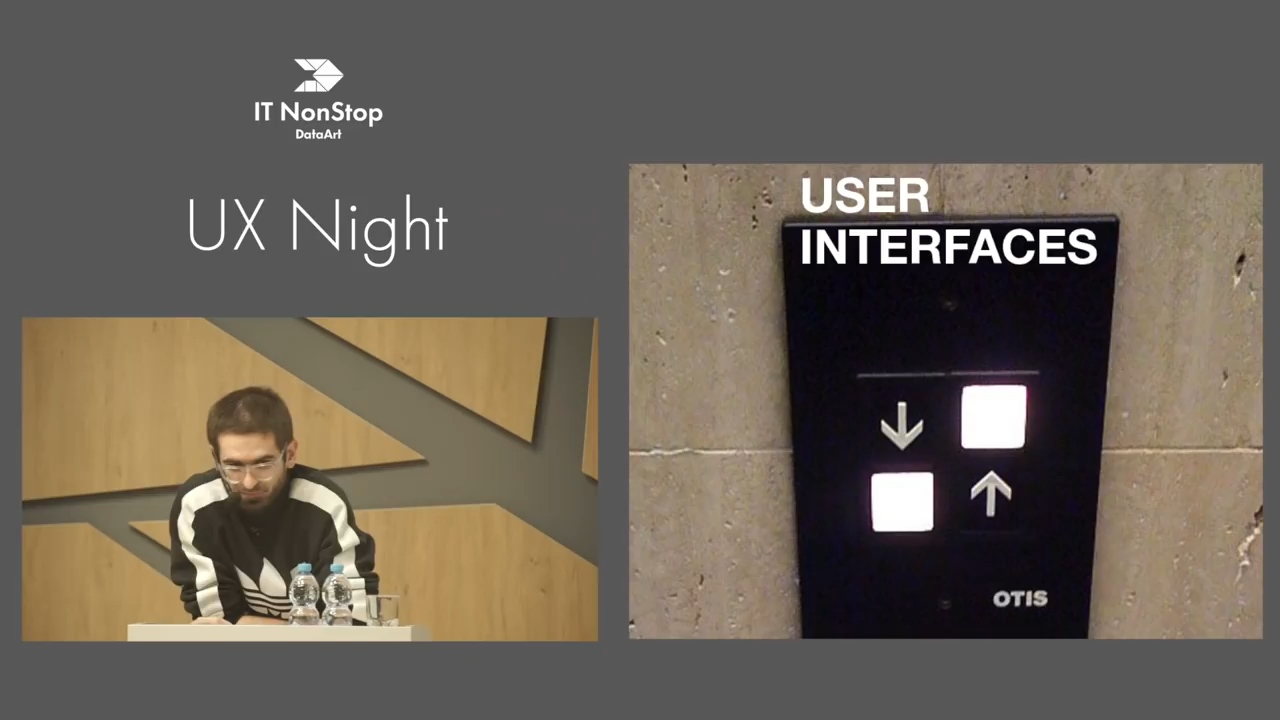 IT NonStop
DataArt
UX Night
USER
INTERFACES
OTIS